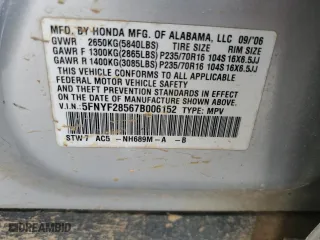 MFD. BY HONDA MFG. OF ALABAMA, LLC 09/'06
GVWR 2650KG(5840LBS) TIRE SIZE RIM SIZE
GAWR F 1300KG(2865LBS) P235/70R16 104S 16X6.5JJ
GAWR R 1400KG(3085LBS) P235/70R16 104S 16X6.5JJ
THIS VEHICLE CONFORMS TO ALL APPLICABLE
FEDERAL MOTOR VEHICLE SAFETY AND THEFT
PREVENTION STANDARDS IN EFFECT ON THE DATE OF
MANUFACTURE SHOWN ABOVE.
V.I.N.: 5FNYF28567B006152 TYPE: MPV
STW 7 AC5 -NH689M-A -B